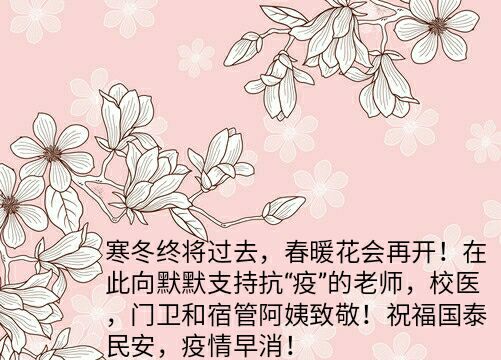 寒冬终将过去，春暖花会再开！在
此向默默支持抗“疫”的老师，校医
，门卫和宿管阿姨致敬！祝福国泰
民安，疫情早消！